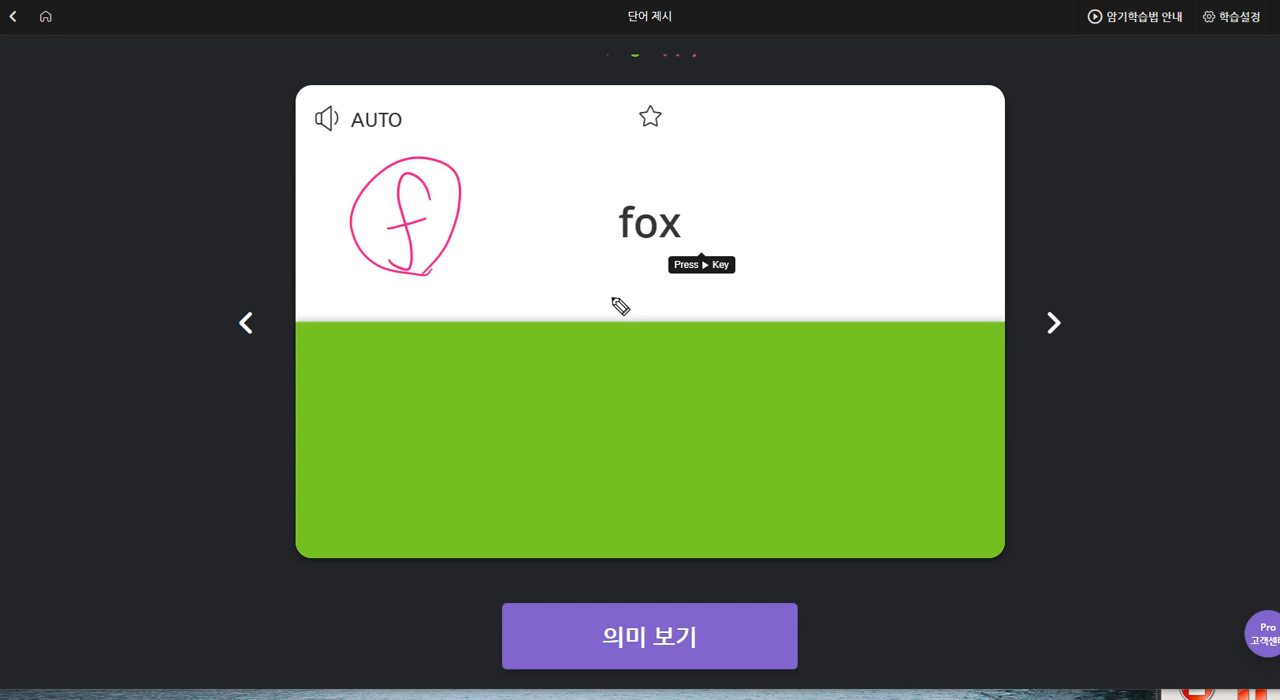 단어 제시
암기학습법 안내
학습설정
AUTO
f
fox
Press ▶ Key
의미 보기
Pro
고객센